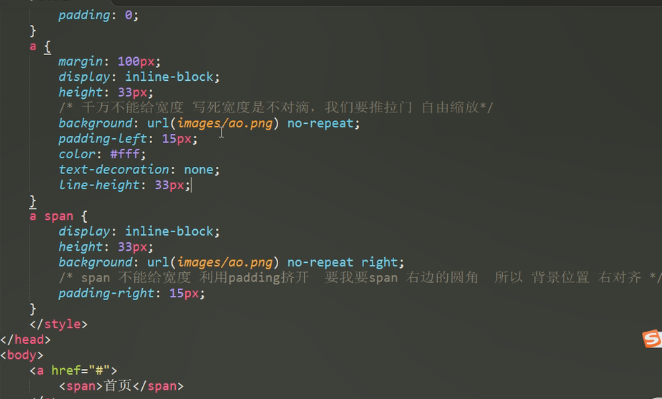 padding: 0;
}
a {
margin: 100px;
display: inline-block;
height: 33px;
/* 千万不能给宽度 写死宽度是不对滴，我们要推拉门 自由缩放*/
background: url(images/ao.png) no-repeat;
padding-left: 15px;
color: #fff;
text-decoration: none;
line-height: 33px;
}
a span {
display: inline-block;
height: 33px;
background: url(images/ao.png) no-repeat right;
/* span 不能给宽度 利用padding挤开 要我要span 右边的圆角 所以 背景位置 右对齐 */
padding-right: 15px;
}
</style>
</head>
<body>
<a href="#">
<span>首页</span>